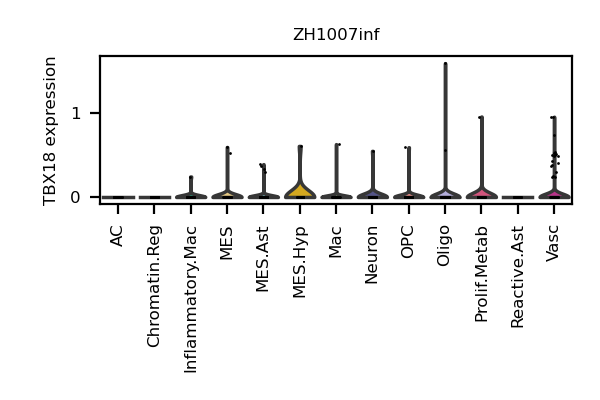 ZH1007inf
TBX18 expression
1
0
AC
Chromatin.Reg
Inflammatory.Mac
MES
MES.Ast
MES.Hyp
Mac
Neuron
OPC
Oligo
Prolif.Metab
Reactive.Ast
Vasc